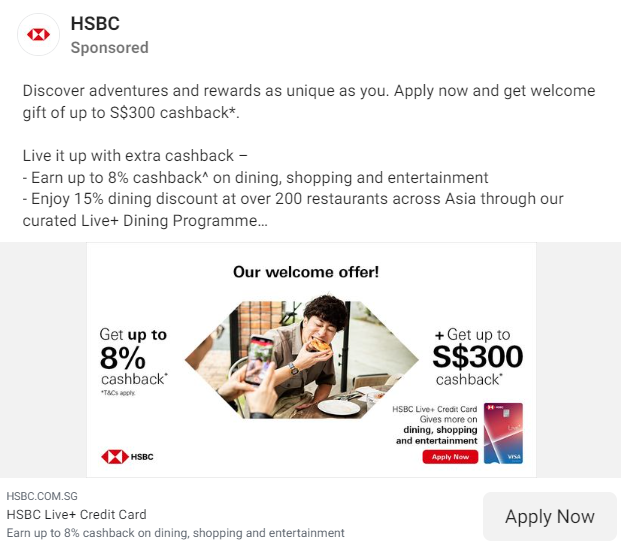 HSBC
Sponsored
Discover adventures and rewards as unique as you. Apply now and get welcome
gift of up to S$300 cashback*.
Live it up with extra cashback –
- Earn up to 8% cashback^ on dining, shopping and entertainment
- Enjoy 15% dining discount at over 200 restaurants across Asia through our
curated Live+ Dining Programme...
Our welcome offer!
Get up to
8%
cashback*
*T&Cs apply.
+ Get up to
S$300
cashback*
HSBC Live+ Credit Card
Gives more on
dining, shopping
and entertainment
Apply Now
Live+
VISA
HSBC
HSBC.COM.SG
HSBC Live+ Credit Card
Earn up to 8% cashback on dining, shopping and entertainment
Apply Now